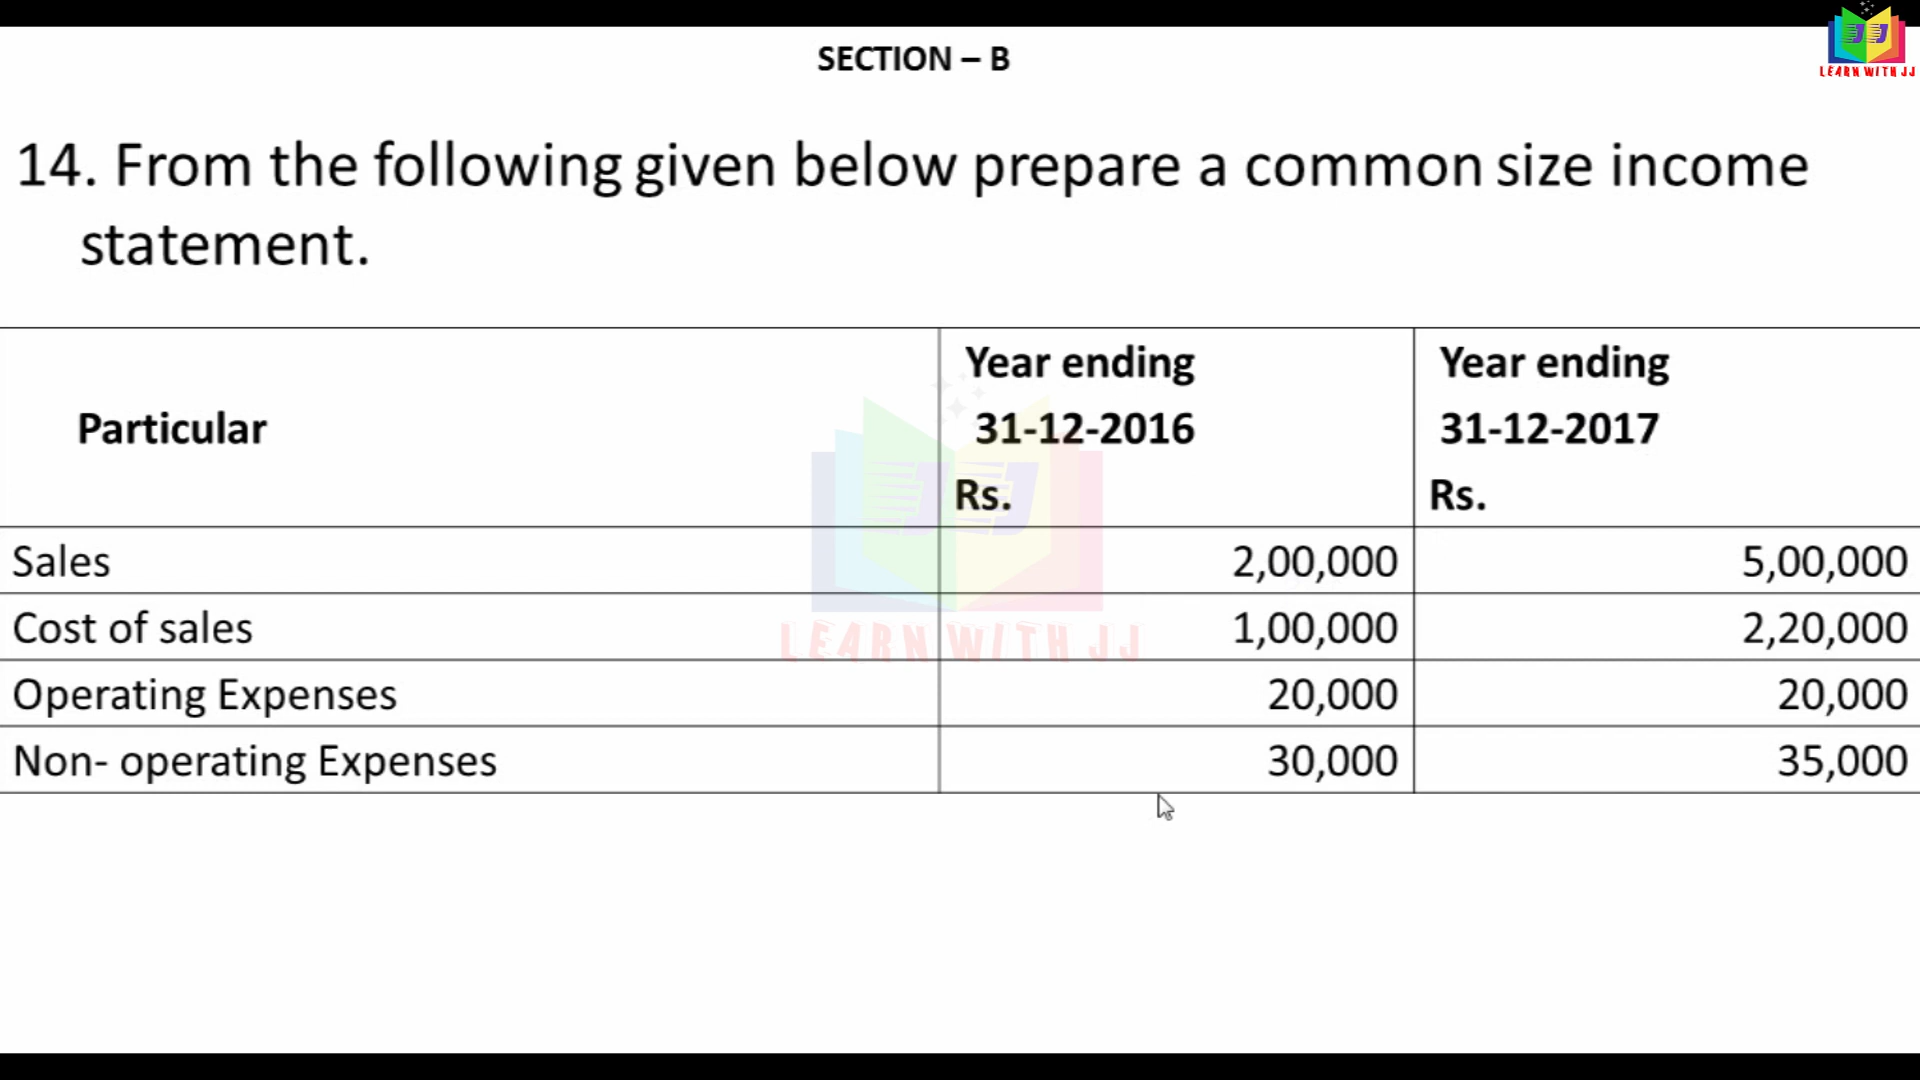 LEARN WITH JJ
SECTION – B
14. From the following given below prepare a common size income
statement.
Particular
Year ending
31-12-2016
Rs.
Year ending
31-12-2017
Rs.
Sales 2,00,000 5,00,000
Cost of sales 1,00,000 2,20,000
Operating Expenses 20,000 20,000
Non- operating Expenses 30,000 35,000
JJ
LEARN WITH JJ